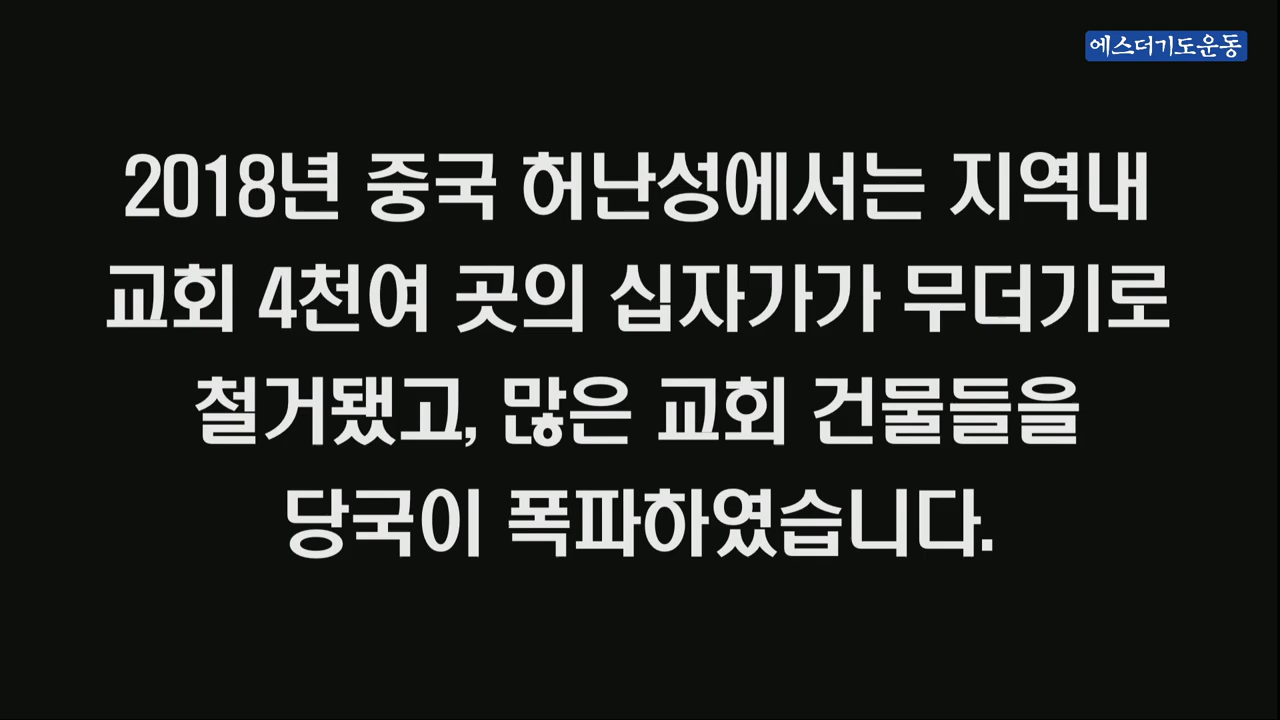 에스더기도운동
2018년 중국 허난성에서는 지역내
교회 4천여 곳의 십자가가 무더기로
철거됐고, 많은 교회 건물들을
당국이 폭파하였습니다.